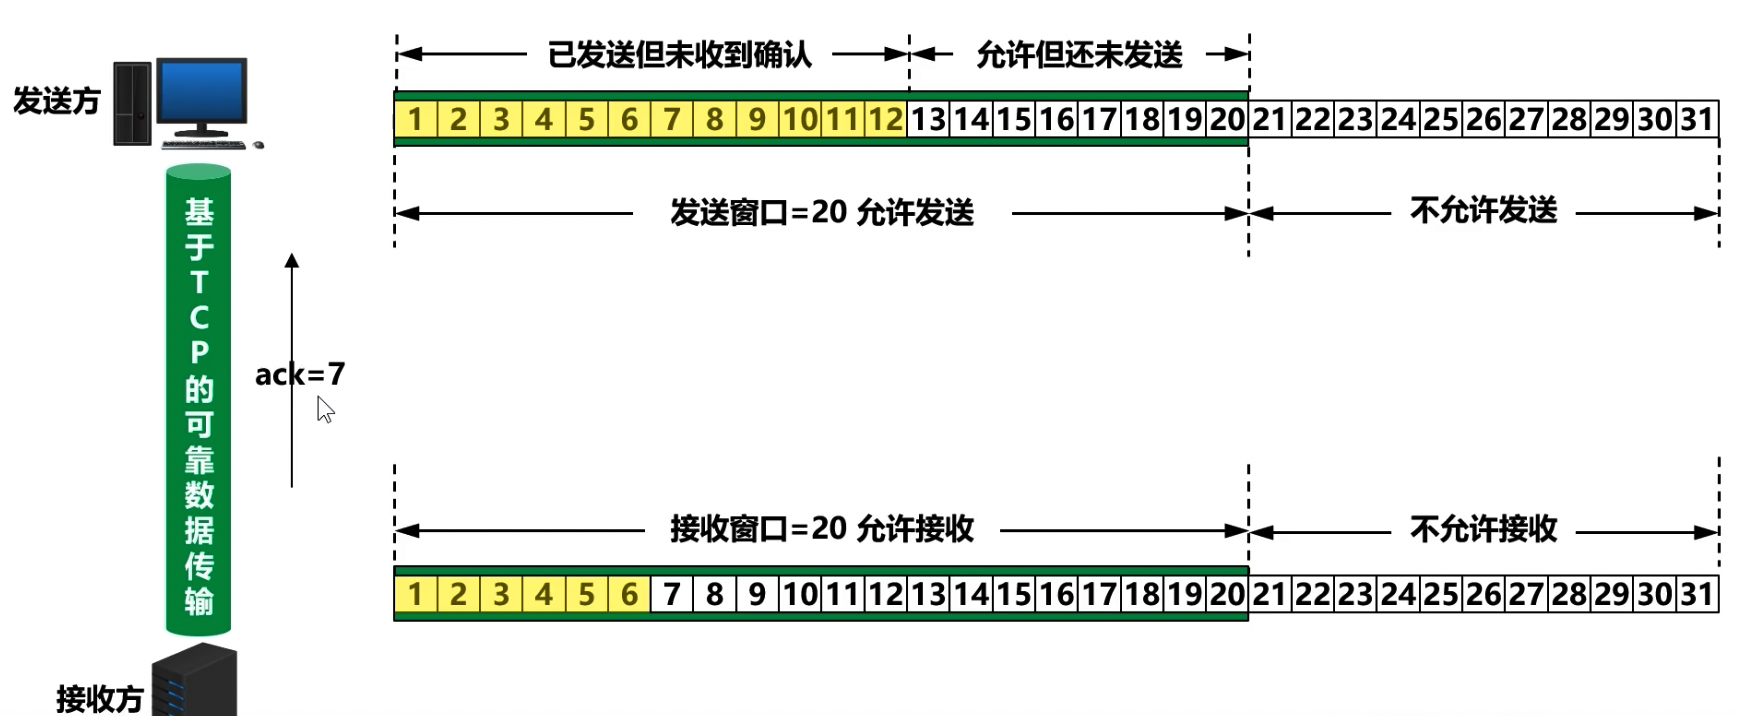 已发送但未收到确认 允许但还未发送
发送方
1 2 3 4 5 6 7 8 9 10 11 12 13 14 15 16 17 18 19 20 21 22 23 24 25 26 27 28 29 30 31
发送窗口=20 允许发送 不允许发送
基于TCP的可靠数据传输
ack=7
接收窗口=20 允许接收 不允许接收
1 2 3 4 5 6 7 8 9 10 11 12 13 14 15 16 17 18 19 20 21 22 23 24 25 26 27 28 29 30 31
接收方